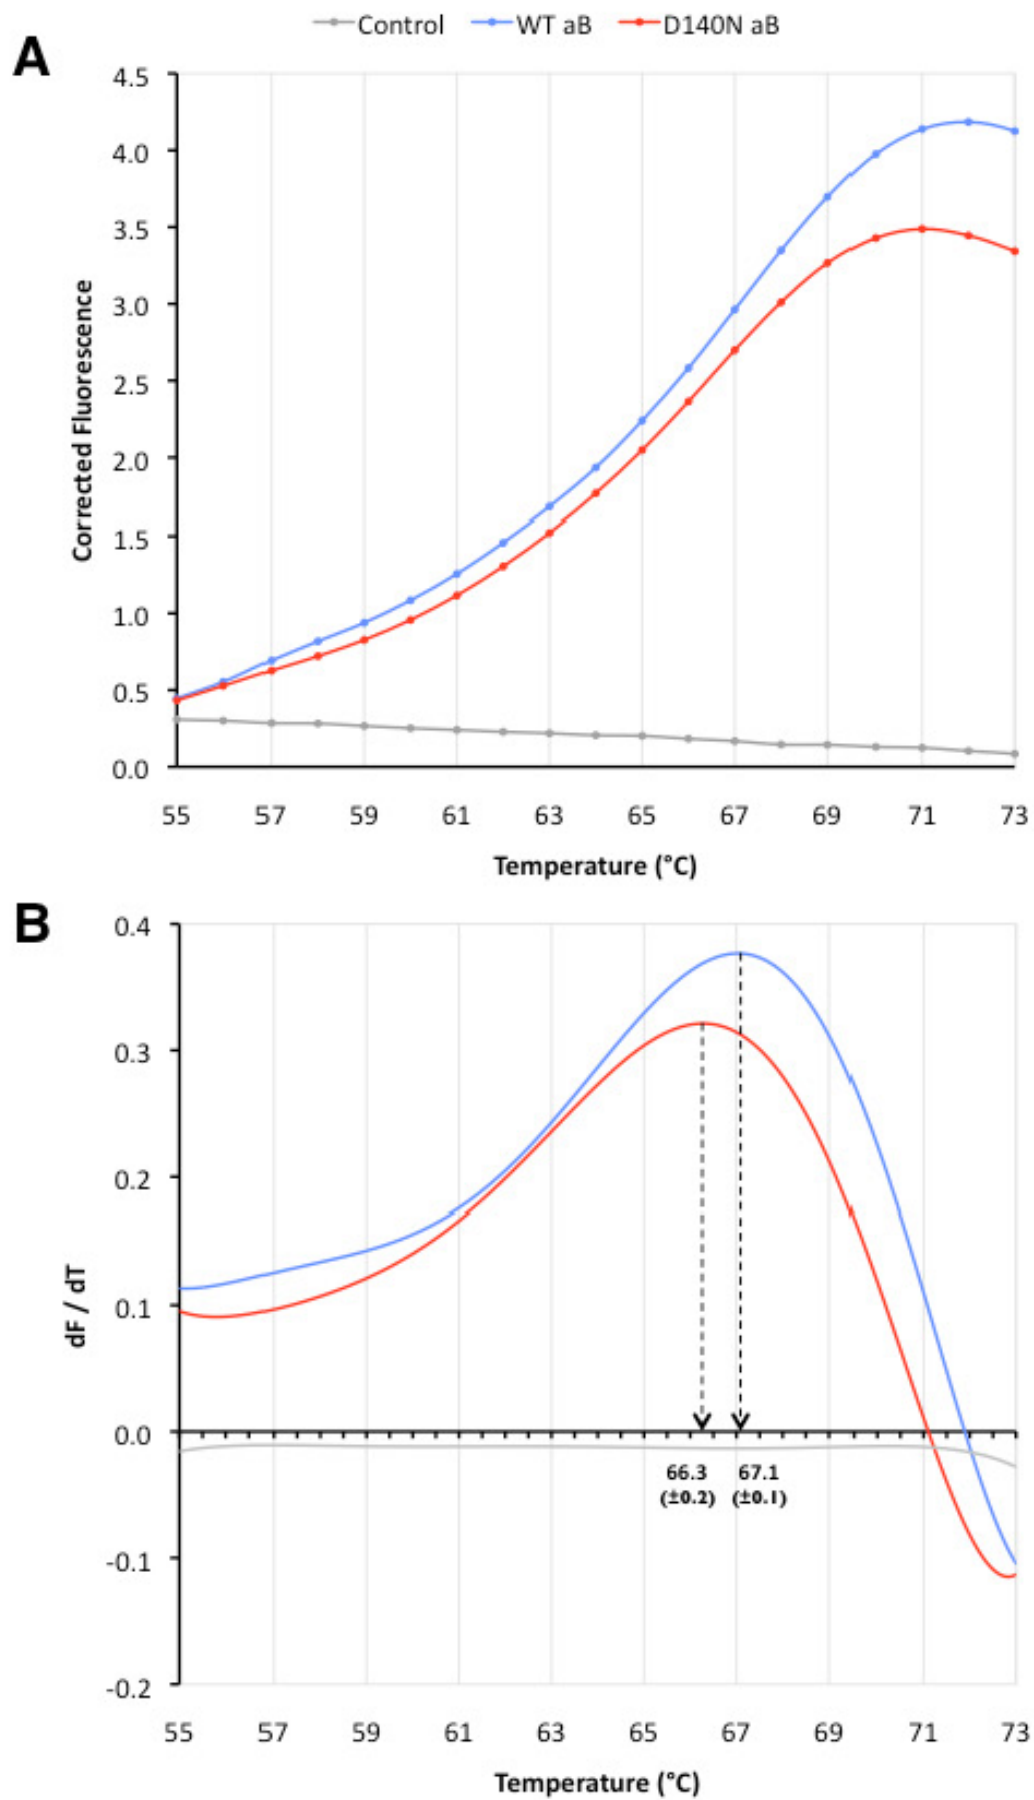 Control WT aB D140N aB
A
4.5
4.0
3.5
3.0
2.5
2.0
1.5
1.0
0.5
0.0
Corrected Fluorescence
55 57 59 61 63 65 67 69 71 73
Temperature (°C)
B
0.4
0.3
0.2
0.1
0.0
-0.1
-0.2
dF / dT
66.3 67.1
(±0.2) (±0.1)
55 57 59 61 63 65 67 69 71 73
Temperature (°C)